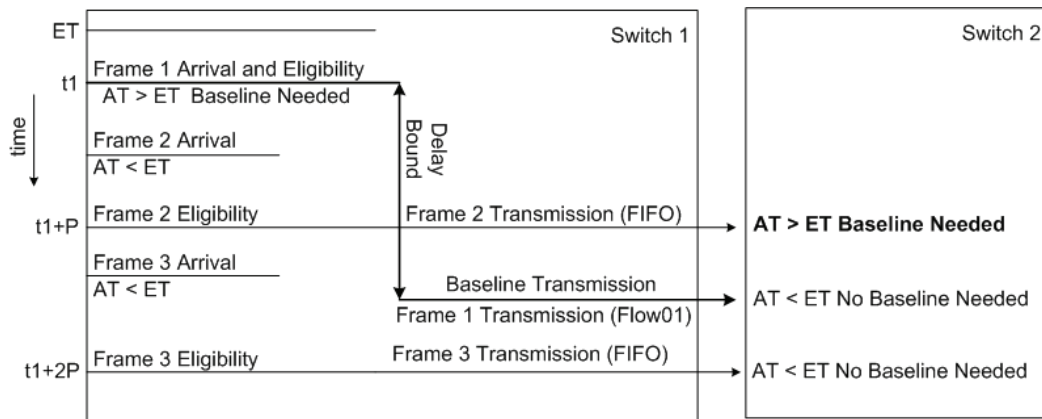 ET
Switch 1
Switch 2
Frame 1 Arrival and Eligibility
t1
AT > ET Baseline Needed
time
Delay
Bound
Frame 2 Arrival
AT < ET
t1+P
Frame 2 Eligibility
Frame 2 Transmission (FIFO)
AT > ET Baseline Needed
Frame 3 Arrival
AT < ET
Baseline Transmission
Frame 1 Transmission (Flow01)
AT < ET No Baseline Needed
t1+2P
Frame 3 Eligibility
Frame 3 Transmission (FIFO)
AT < ET No Baseline Needed